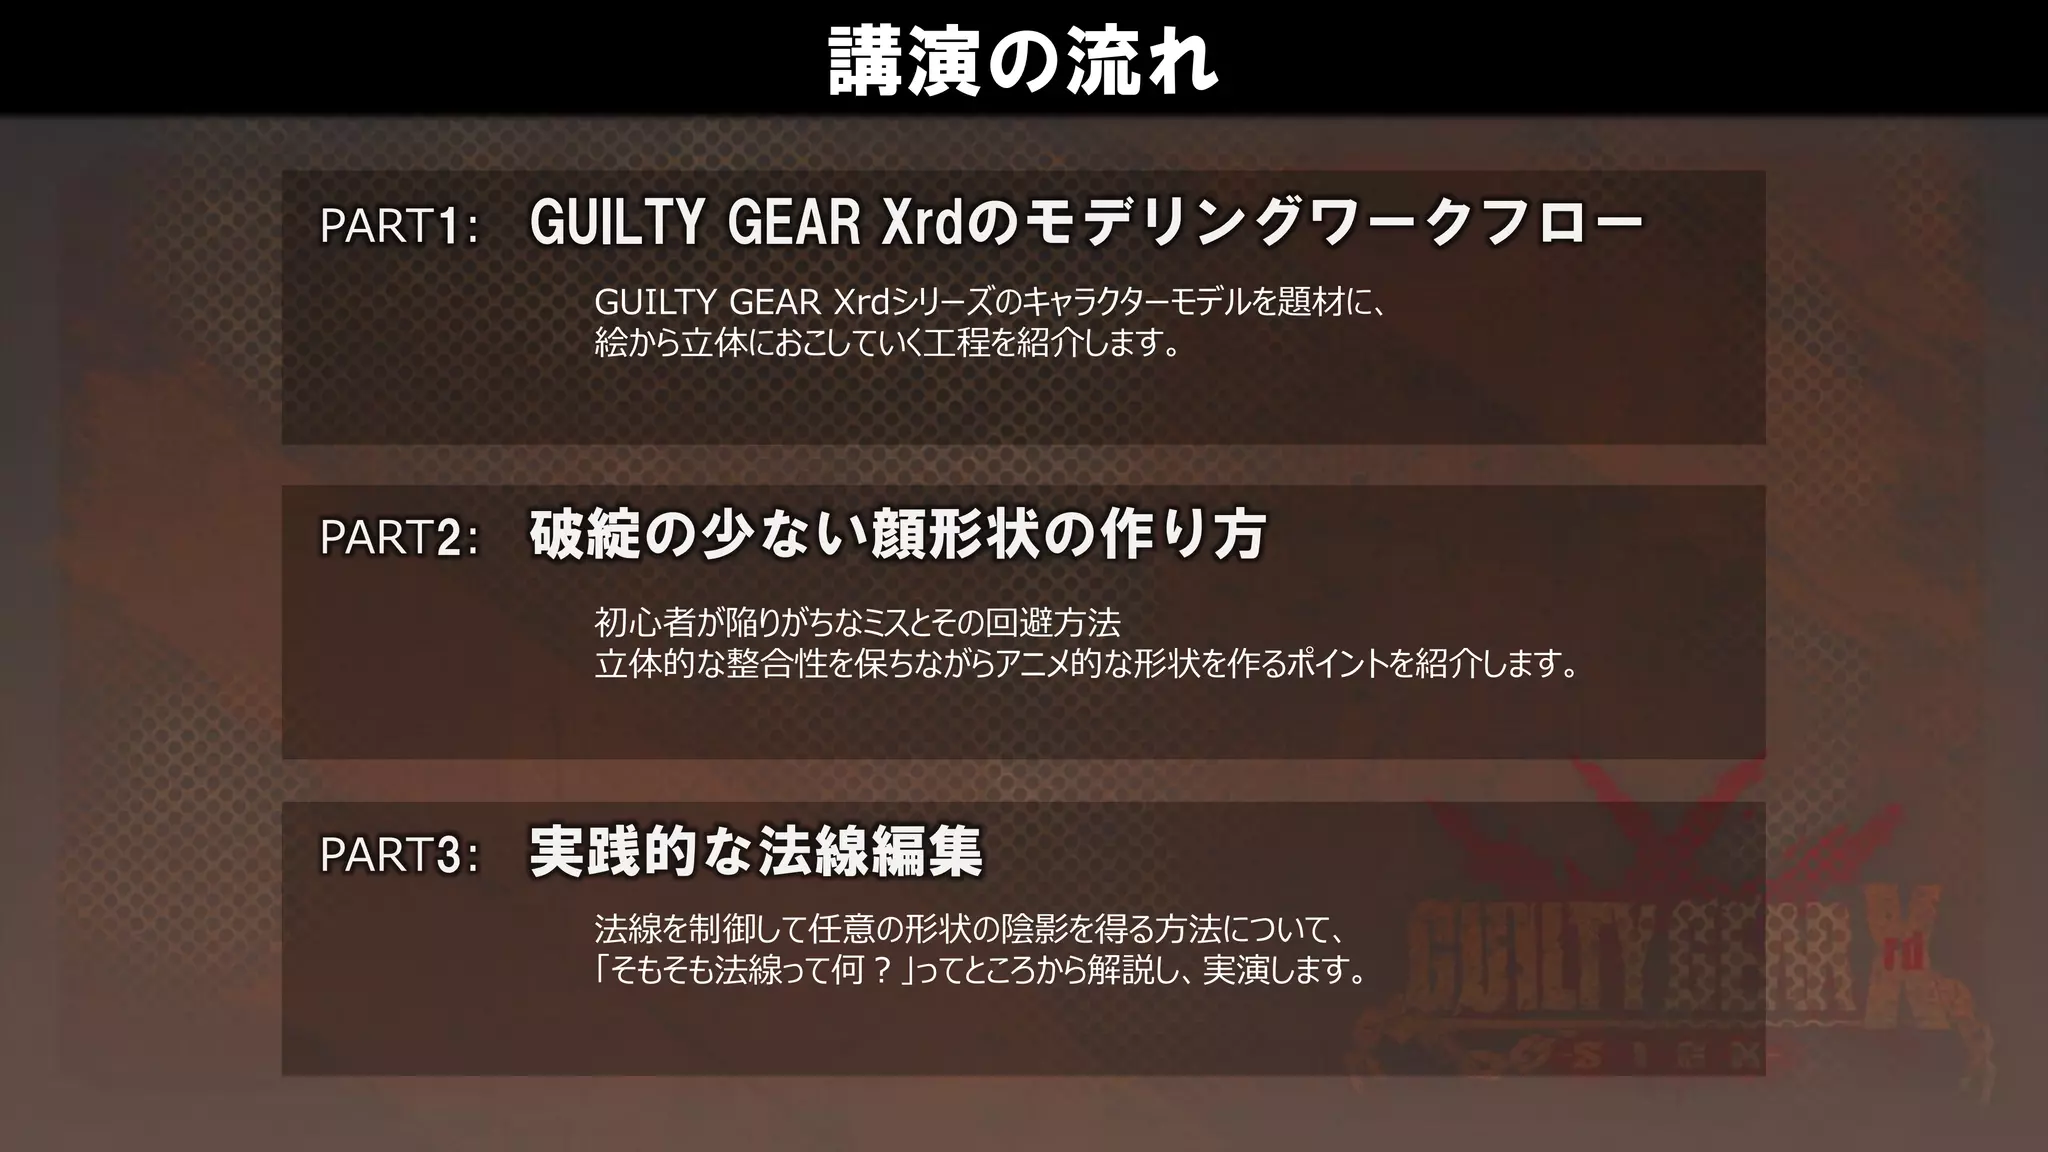 講演の流れ
PART1: GUILTY GEAR Xrdのモデリングワークフロー
GUILTY GEAR Xrdシリーズのキャラクターモデルを題材に、
絵から立体におこしていく工程を紹介します。
PART2: 破綻の少ない顔形状の作り方
初心者が陥りがちなミスとその回避方法
立体的な整合性を保ちながらアニメ的な形状を作るポイントを紹介します。
PART3: 実践的な法線編集
法線を制御して任意の形状の陰影を得る方法について、
「そもそも法線って何？」ってところから解説し、実演します。
GUILTY GEAR Xrd
-SIGN-